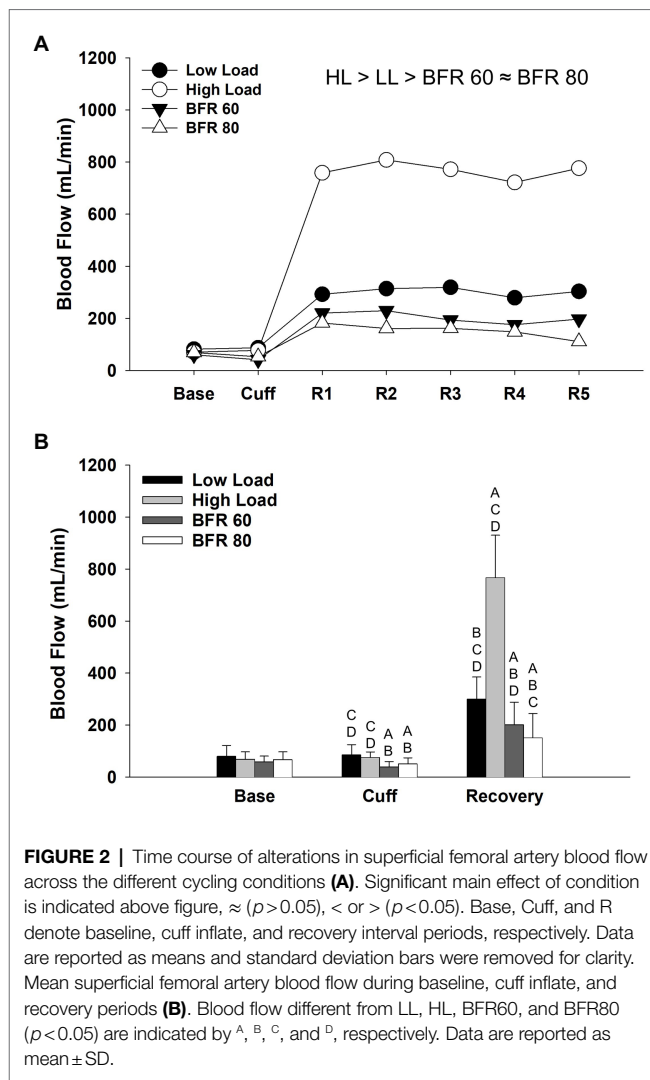 A
1200
1000
800
600
400
200
0
Blood Flow (mL/min)
Low Load
High Load
BFR 60
BFR 80
HL > LL > BFR 60 ≈ BFR 80
Base Cuff R1 R2 R3 R4 R5
B
1200
1000
800
600
400
200
0
Blood Flow (mL/min)
Low Load
High Load
BFR 60
BFR 80
C
D
C
D
A
B
A
B
B
C
D
A
C
D
A
B
D
A
B
C
Base Cuff Recovery
FIGURE 2 | Time course of alterations in superficial femoral artery blood flow
across the different cycling conditions (A). Significant main effect of condition
is indicated above figure, ≈ (p>0.05), < or > (p<0.05). Base, Cuff, and R
denote baseline, cuff inflate, and recovery interval periods, respectively. Data
are reported as means and standard deviation bars were removed for clarity.
Mean superficial femoral artery blood flow during baseline, cuff inflate, and
recovery periods (B). Blood flow different from LL, HL, BFR60, and BFR80
(p<0.05) are indicated by A, B, C, and D, respectively. Data are reported as
mean±SD.